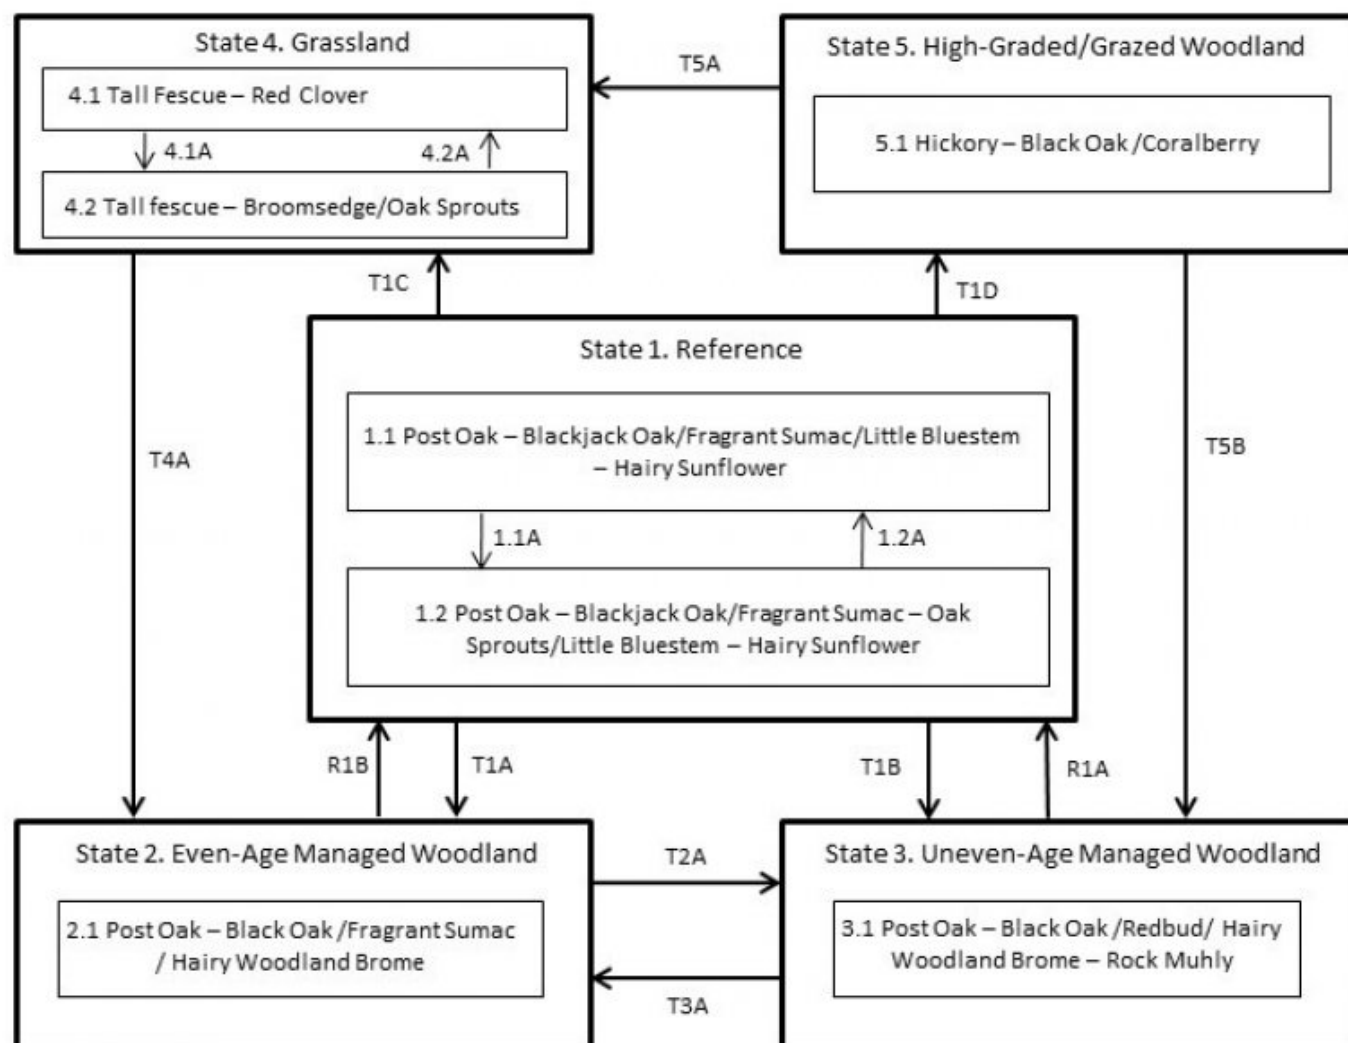 State 4. Grassland
4.1 Tall Fescue – Red Clover
4.1A
4.2A
4.2 Tall fescue – Broomsedge/Oak Sprouts
T5A
State 5. High-Graded/Grazed Woodland
5.1 Hickory – Black Oak /Coralberry
T1C
T1D
State 1. Reference
1.1 Post Oak – Blackjack Oak/Fragrant Sumac/Little Bluestem
– Hairy Sunflower
1.1A
1.2A
1.2 Post Oak – Blackjack Oak/Fragrant Sumac – Oak
Sprouts/Little Bluestem – Hairy Sunflower
T4A
T5B
R1B
T1A
T1B
R1A
State 2. Even-Age Managed Woodland
2.1 Post Oak – Black Oak /Fragrant Sumac
/ Hairy Woodland Brome
T2A
T3A
State 3. Uneven-Age Managed Woodland
3.1 Post Oak – Black Oak /Redbud/ Hairy
Woodland Brome – Rock Muhly